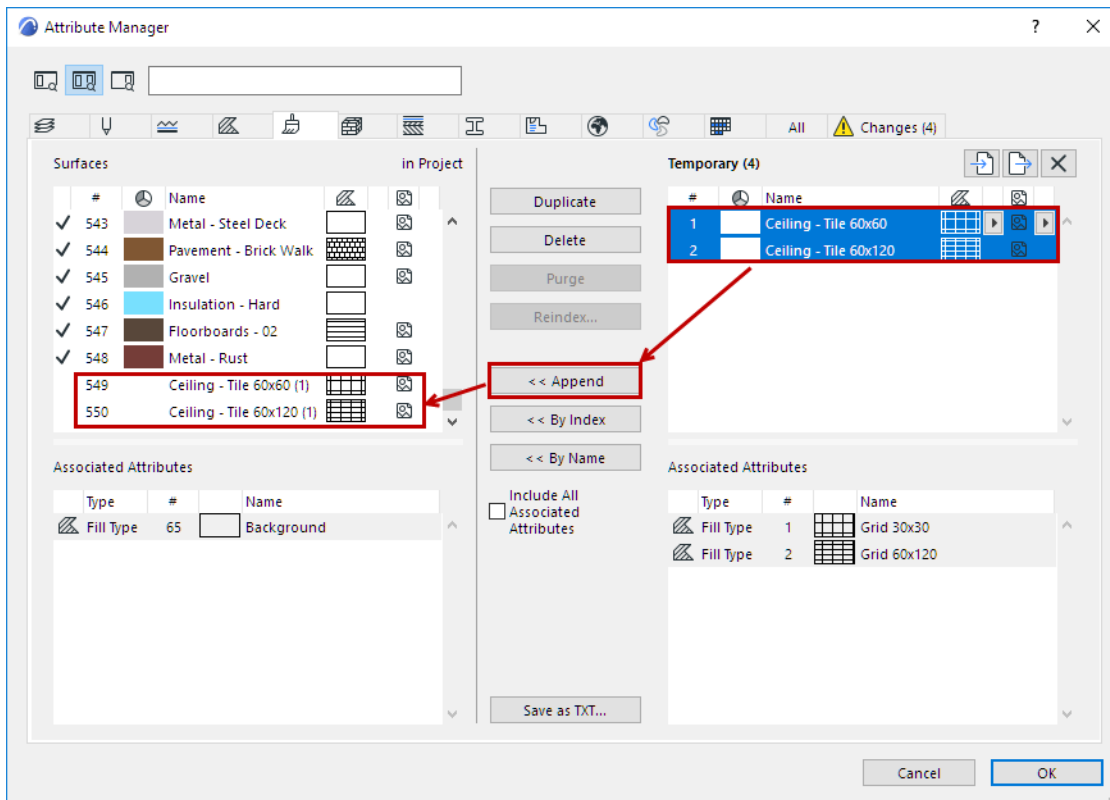 Attribute Manager
?
All
Changes (4)
Surfaces
in Project
# Name
543 Metal - Steel Deck
544 Pavement - Brick Walk
545 Gravel
546 Insulation - Hard
547 Floorboards - 02
548 Metal - Rust
549 Ceiling - Tile 60x60 (1)
550 Ceiling - Tile 60x120 (1)
Associated Attributes
Type # Name
Fill Type 65 Background
Duplicate
Delete
Purge
Reindex...
<< Append
<< By Index
<< By Name
Include All
Associated
Attributes
Save as TXT...
Temporary (4)
# Name
1 Ceiling - Tile 60x60
2 Ceiling - Tile 60x120
Associated Attributes
Type # Name
Fill Type 1 Grid 30x30
Fill Type 2 Grid 60x120
Cancel
OK